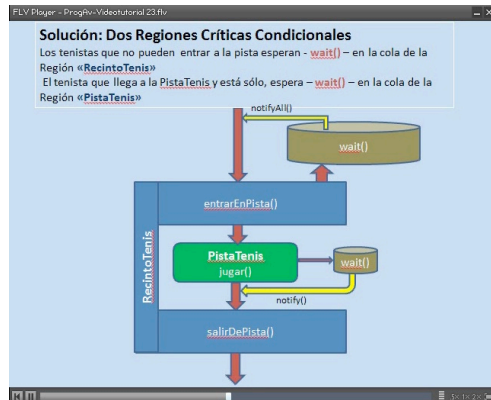 FLV Player - ProgAv-Videotutorial 23.flv
Solución: Dos Regiones Críticas Condicionales
Los tenistas que no pueden entrar a la pista esperan - wait() – en la cola de la
Región «RecintoTenis»
El tenista que llega a la PistaTenis y está sólo, espera – wait() – en la cola de la
Región «PistaTenis»
notifyAll()
wait()
entrarEnPista()
RecintoTenis
PistaTenis
jugar()
wait()
notify()
salirDePista()